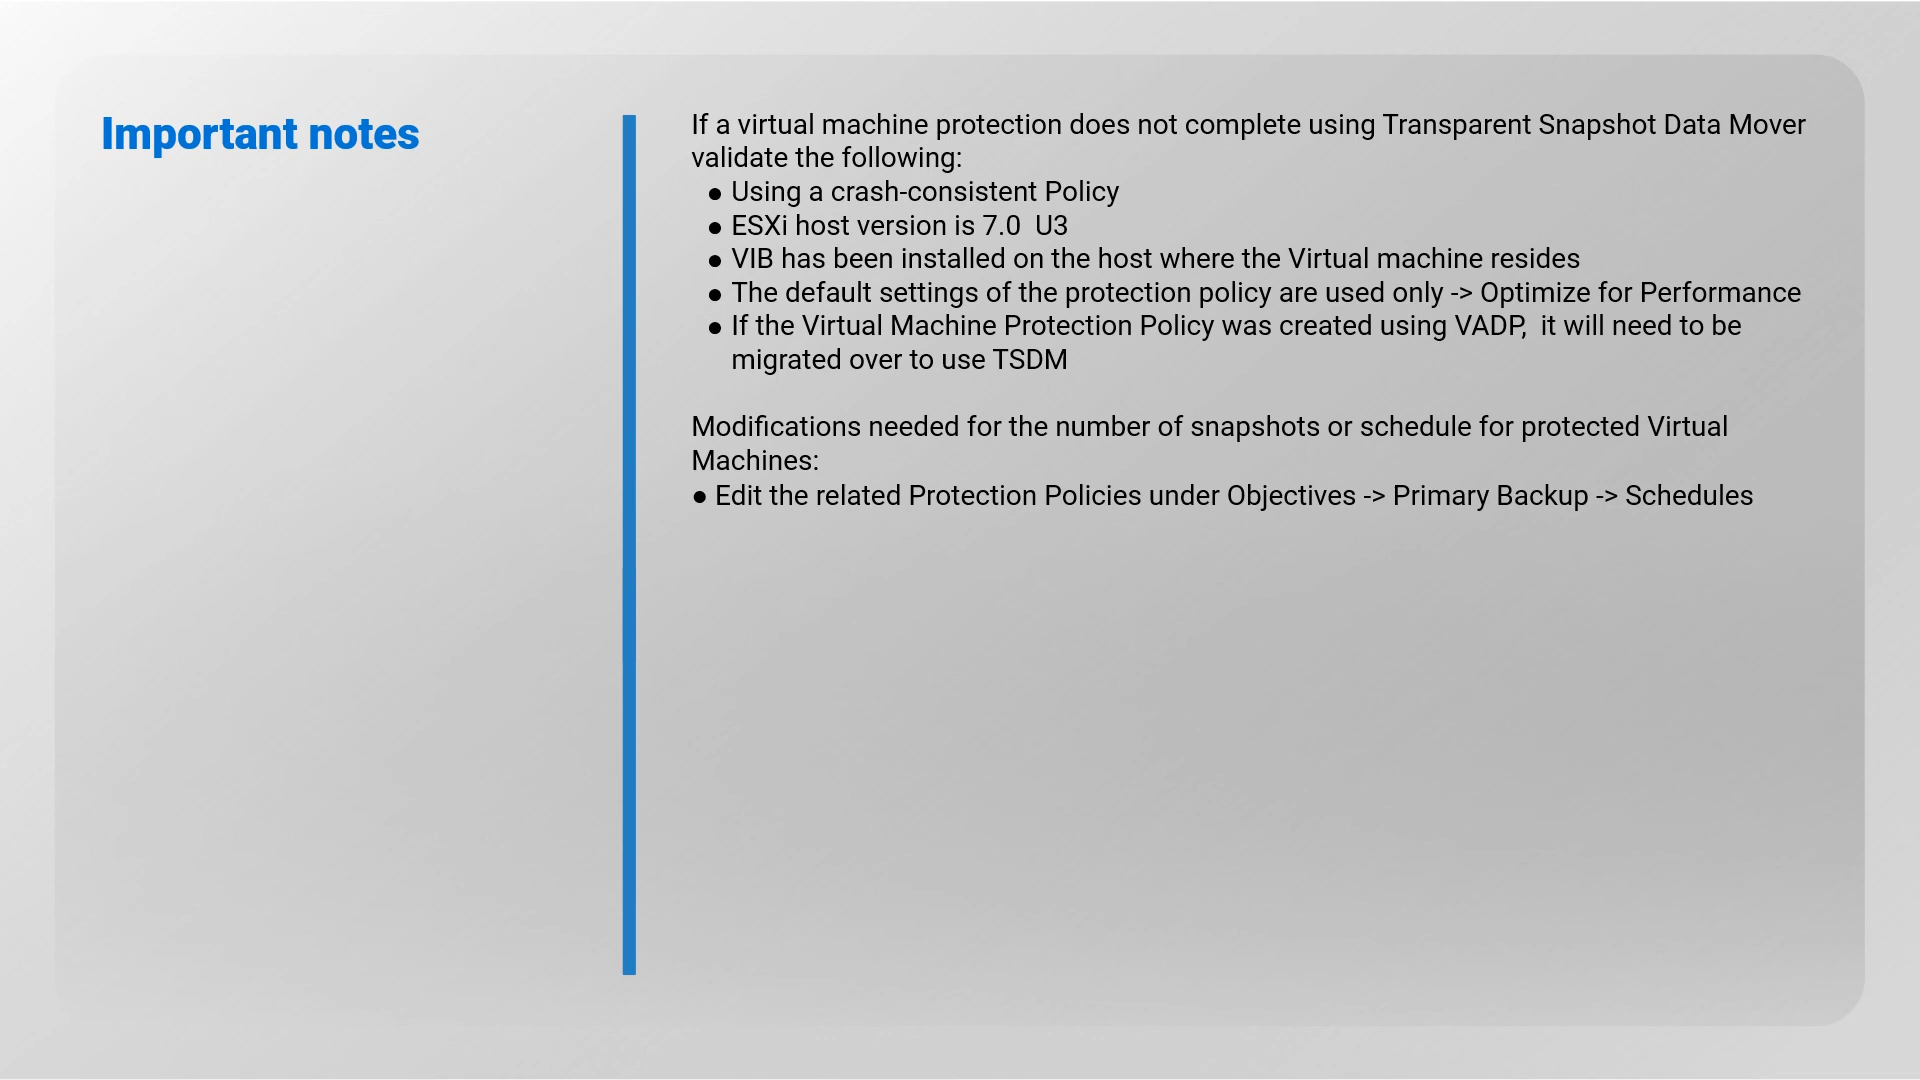 Important notes
If a virtual machine protection does not complete using Transparent Snapshot Data Mover
validate the following:
● Using a crash-consistent Policy
● ESXi host version is 7.0  U3
● VIB has been installed on the host where the Virtual machine resides
● The default settings of the protection policy are used only -> Optimize for Performance
● If the Virtual Machine Protection Policy was created using VADP,  it will need to be
migrated over to use TSDM
Modifications needed for the number of snapshots or schedule for protected Virtual
Machines:
● Edit the related Protection Policies under Objectives -> Primary Backup -> Schedules